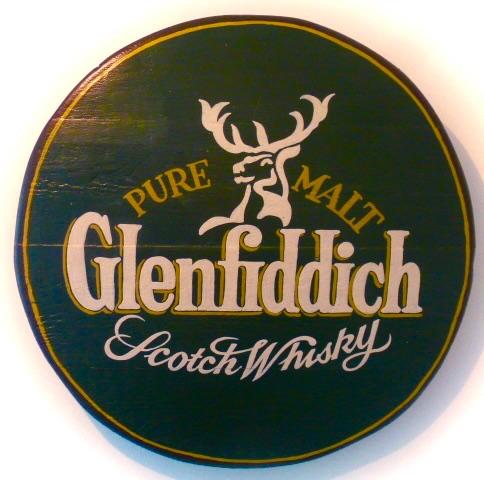 PURE MALT
Glenfiddich
Scotch Whisky